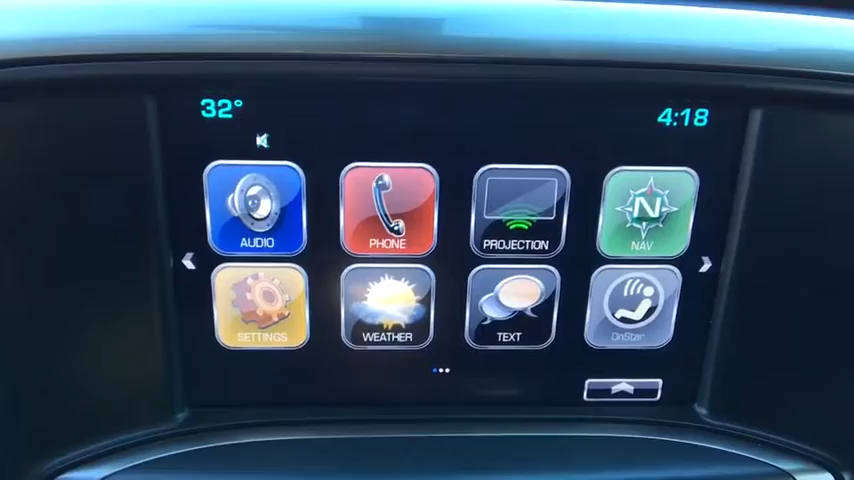 32°
4:18
AUDIO
PHONE
PROJECTION
N
NAV
SETTINGS
WEATHER
TEXT
OnStar